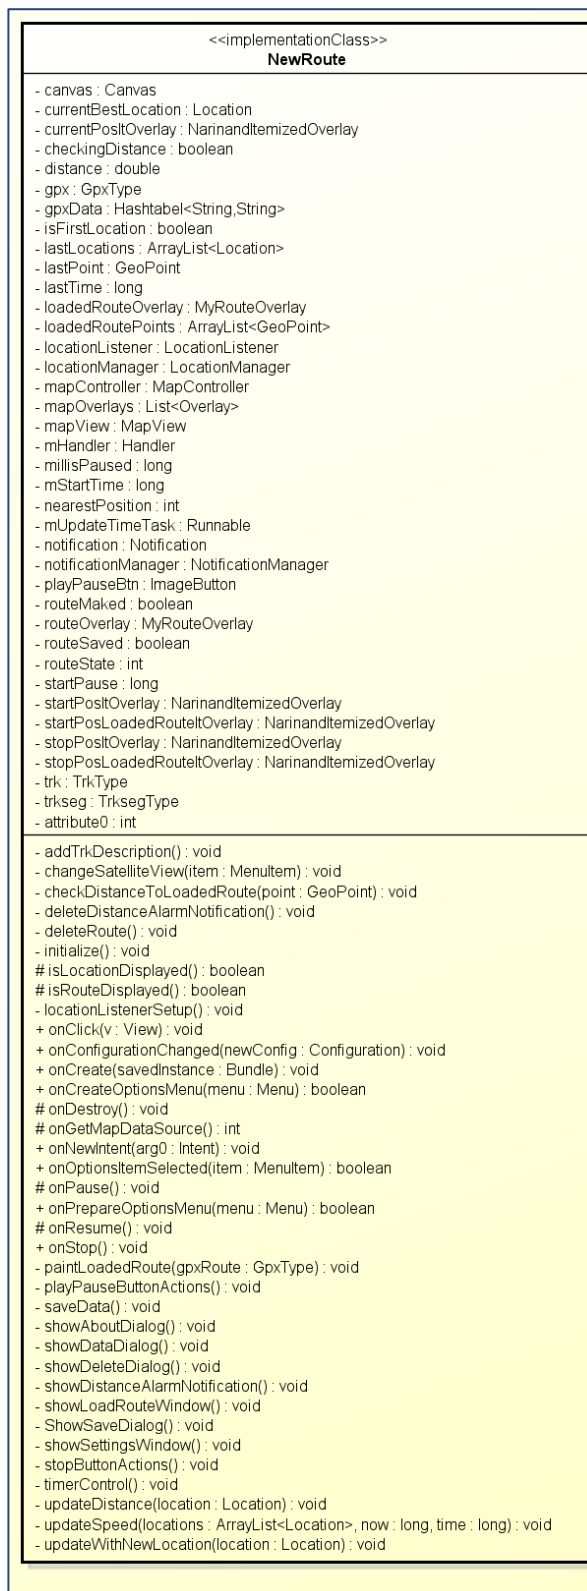 <<implementationClass>>
NewRoute
- canvas : Canvas
- currentBestLocation : Location
- currentPosItOverlay : NarinandItemizedOverlay
- checkingDistance : boolean
- distance : double
- gpx : GpxType
- gpxData : Hashtabel<String,String>
- isFirstLocation : boolean
- lastLocations : ArrayList<Location>
- lastPoint : GeoPoint
- lastTime : long
- loadedRouteOverlay : MyRouteOverlay
- loadedRoutePoints : ArrayList<GeoPoint>
- locationListener : LocationListener
- locationManager : LocationManager
- mapController : MapController
- mapOverlays : List<Overlay>
- mapView : MapView
- mHandler : Handler
- millisPaused : long
- mStartTime : long
- nearestPosition : int
- mUpdateTimeTask : Runnable
- notification : Notification
- notificationManager : NotificationManager
- playPauseBtn : ImageButton
- routeMaked : boolean
- routeOverlay : MyRouteOverlay
- routeSaved : boolean
- routeState : int
- startPause : long
- startPosItOverlay : NarinandItemizedOverlay
- startPosLoadedRouteItOverlay : NarinandItemizedOverlay
- stopPosItOverlay : NarinandItemizedOverlay
- stopPosLoadedRouteItOverlay : NarinandItemizedOverlay
- trk : TrkType
- trkseg : TrksegType
- attribute0 : int
- addTrkDescription() : void
- changeSatelliteView(item : MenuItem) : void
- checkDistanceToLoadedRoute(point : GeoPoint) : void
- deleteDistanceAlarmNotification() : void
- deleteRoute() : void
- initialize() : void
# isLocationDisplayed() : boolean
# isRouteDisplayed() : boolean
- locationListenerSetup() : void
+ onClick(v : View) : void
+ onConfigurationChanged(newConfig : Configuration) : void
+ onCreate(savedInstance : Bundle) : void
+ onCreateOptionsMenu(menu : Menu) : boolean
# onDestroy() : void
# onGetMapDataSource() : int
+ onNewIntent(arg0 : Intent) : void
+ onOptionsItemSelected(item : MenuItem) : boolean
# onPause() : void
+ onPrepareOptionsMenu(menu : Menu) : boolean
# onResume() : void
+ onStop() : void
- paintLoadedRoute(gpxRoute : GpxType) : void
- playPauseButtonActions() : void
- saveData() : void
- showAboutDialog() : void
- showDataDialog() : void
- showDeleteDialog() : void
- showDistanceAlarmNotification() : void
- showLoadRouteWindow() : void
- ShowSaveDialog() : void
- showSettingsWindow() : void
- stopButtonActions() : void
- timerControl() : void
- updateDistance(location : Location) : void
- updateSpeed(locations : ArrayList<Location>, now : long, time : long) : void
- updateWithNewLocation(location : Location) : void